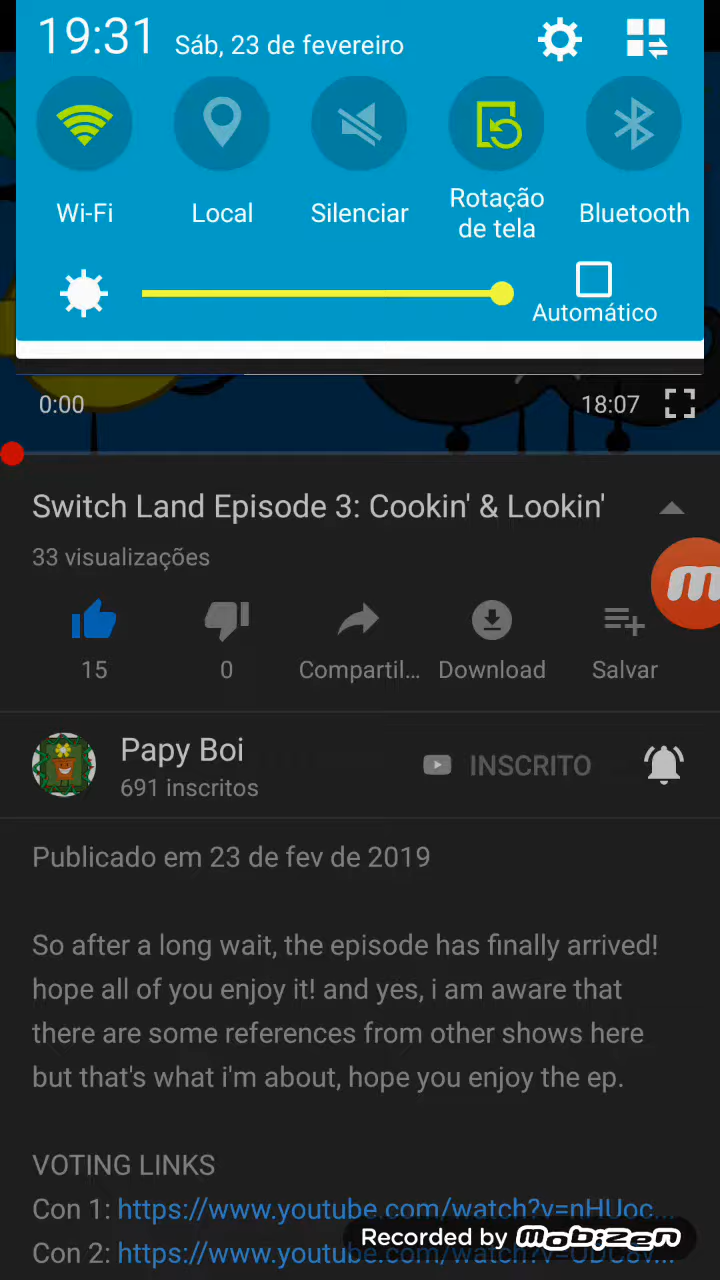 19:31 Sáb, 23 de fevereiro
Wi-Fi Local Silenciar Rotação de tela Bluetooth
Automático
0:00 18:07
Switch Land Episode 3: Cookin' & Lookin'
33 visualizações
15 0 Compartil... Download Salvar
Papy Boi
INSCRITO
691 inscritos
Publicado em 23 de fev de 2019
So after a long wait, the episode has finally arrived!
hope all of you enjoy it! and yes, i am aware that
there are some references from other shows here
but that's what i'm about, hope you enjoy the ep.
VOTING LINKS
Con 1: https://www.youtube.com/watch?v=nHUoc...
Con 2: https://www.youtube.com/watch?v=
Recorded by mobizen